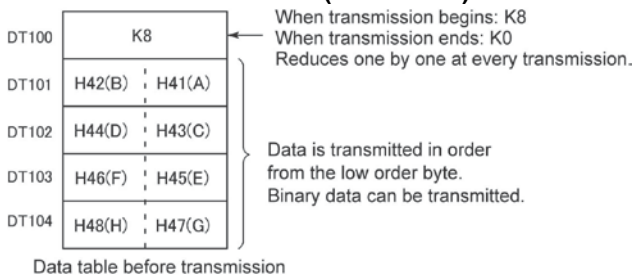 When transmission begins: K8
DT100 K8 When transmission ends: K0
Reduces one by one at every transmission.
DT101 H42(B) H41(A)
DT102 H44(D) H43(C)
Data is transmitted in order
from the low order byte.
DT103 H46(F) H45(E)
Binary data can be transmitted.
DT104 H48(H) H47(G)
Data table before transmission